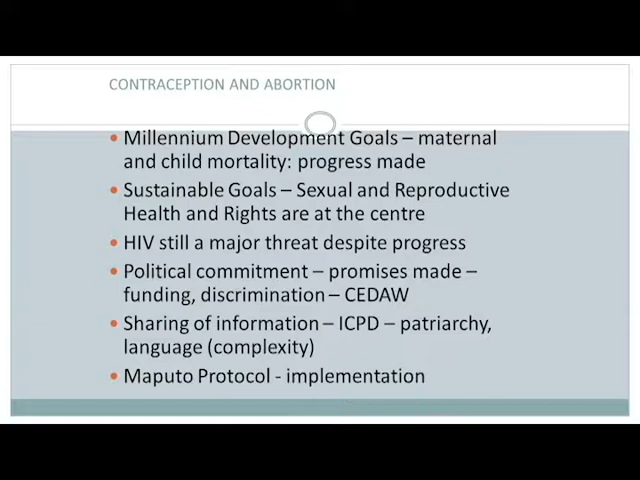 CONTRACEPTION AND ABORTION
• Millennium Development Goals – maternal
and child mortality: progress made
• Sustainable Goals – Sexual and Reproductive
Health and Rights are at the centre
• HIV still a major threat despite progress
• Political commitment – promises made –
funding, discrimination – CEDAW
• Sharing of information – ICPD – patriarchy,
language (complexity)
• Maputo Protocol - implementation